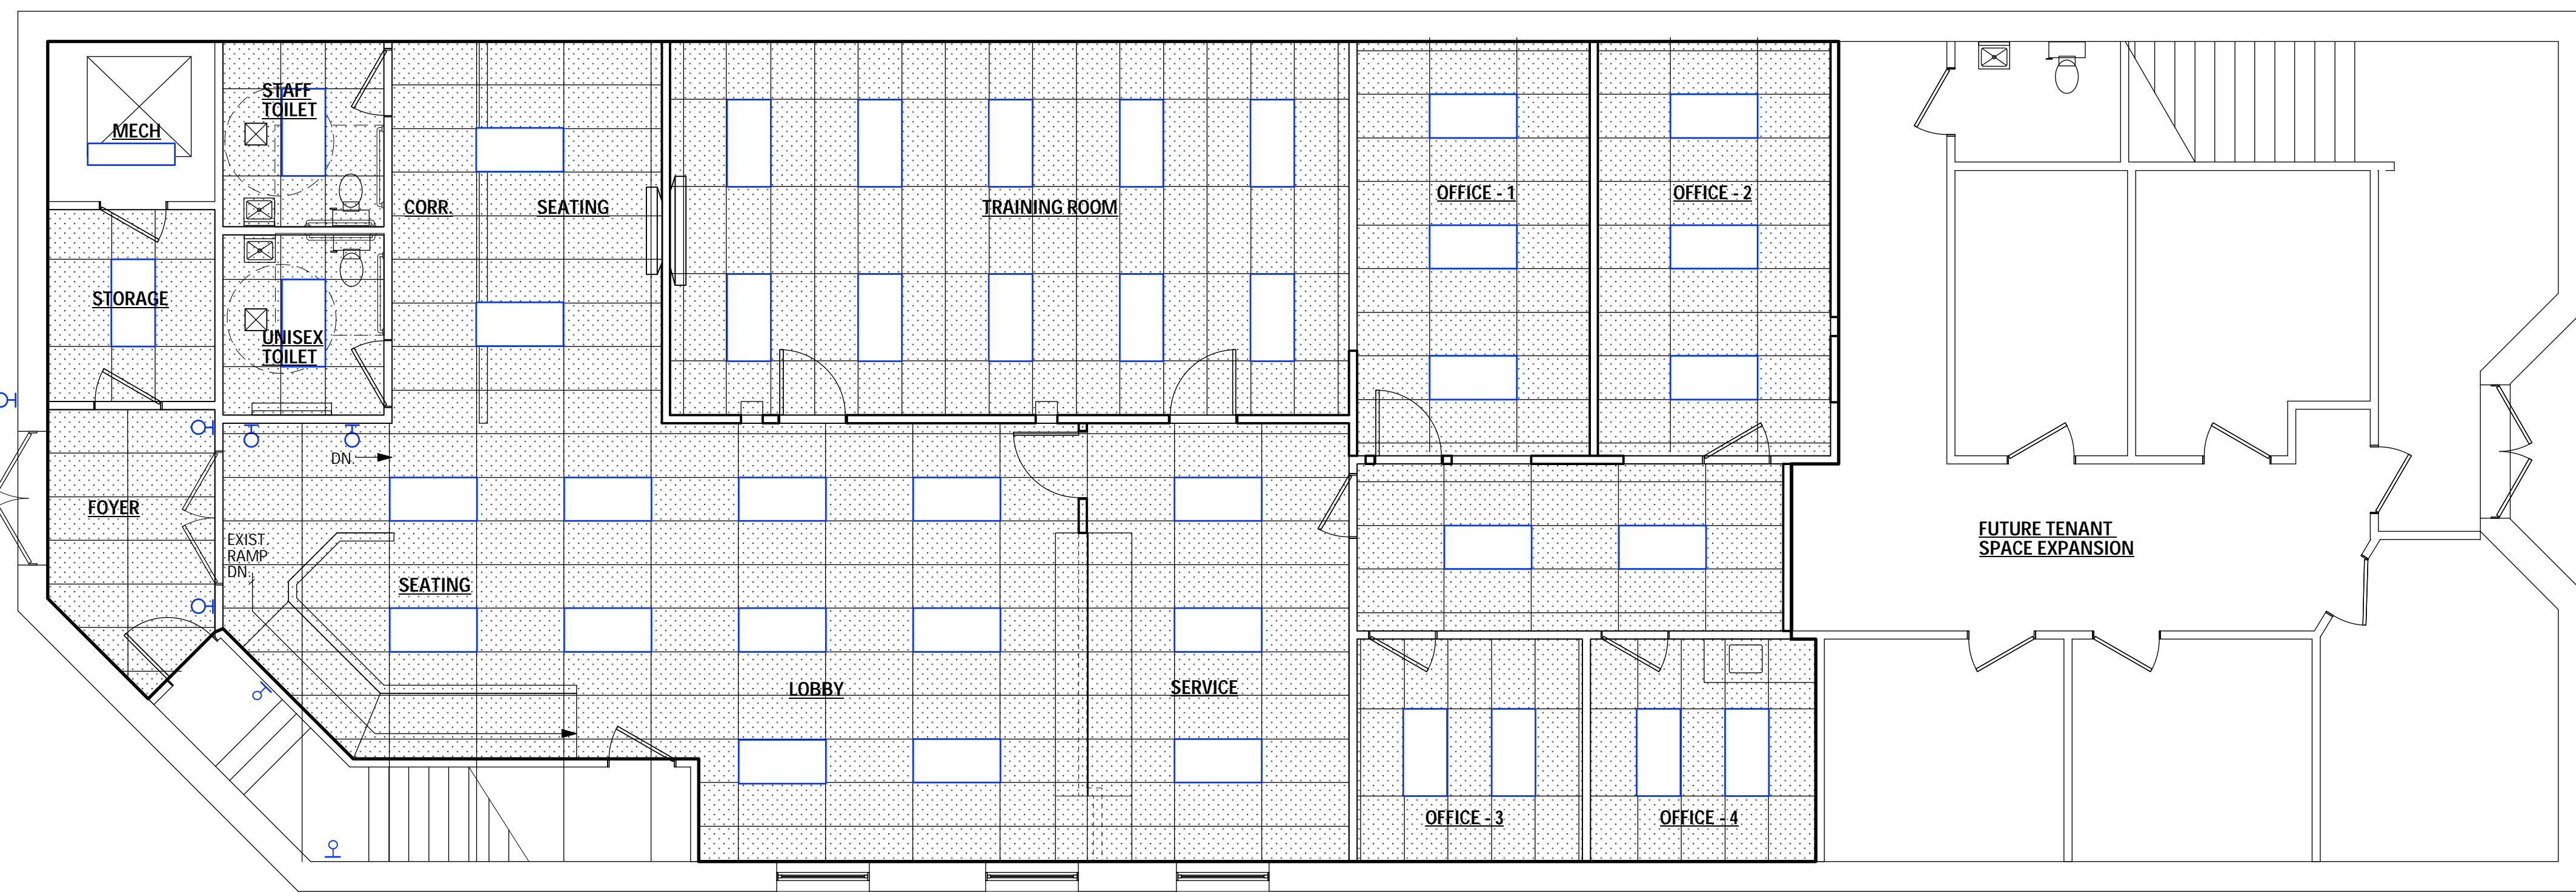 STAFF
TOILET
MECH
CORR.
SEATING
TRAINING ROOM
OFFICE - 1
OFFICE - 2
STORAGE
UNISEX
TOILET
DN.
FOYER
EXIST.
RAMP
DN.
SEATING
FUTURE TENANT
SPACE EXPANSION
LOBBY
SERVICE
OFFICE - 3
OFFICE - 4